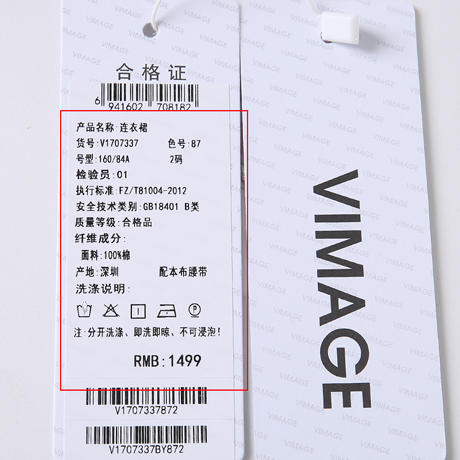 合格证
6 941602 708182
产品名称:连衣裙
货号:V1707337 色号:B7
号型:160/84A 2码
检验员:01
执行标准:FZ/T81004-2012
安全技术类别:GB18401 B类
质量等级:合格品
纤维成分:
面料:100%棉
产地:深圳 配本布腰带
洗涤说明:
注:分开洗涤、即洗即晾、不可浸泡!
RMB:1499
V1707337872
V1707337BY872
VIMAGE